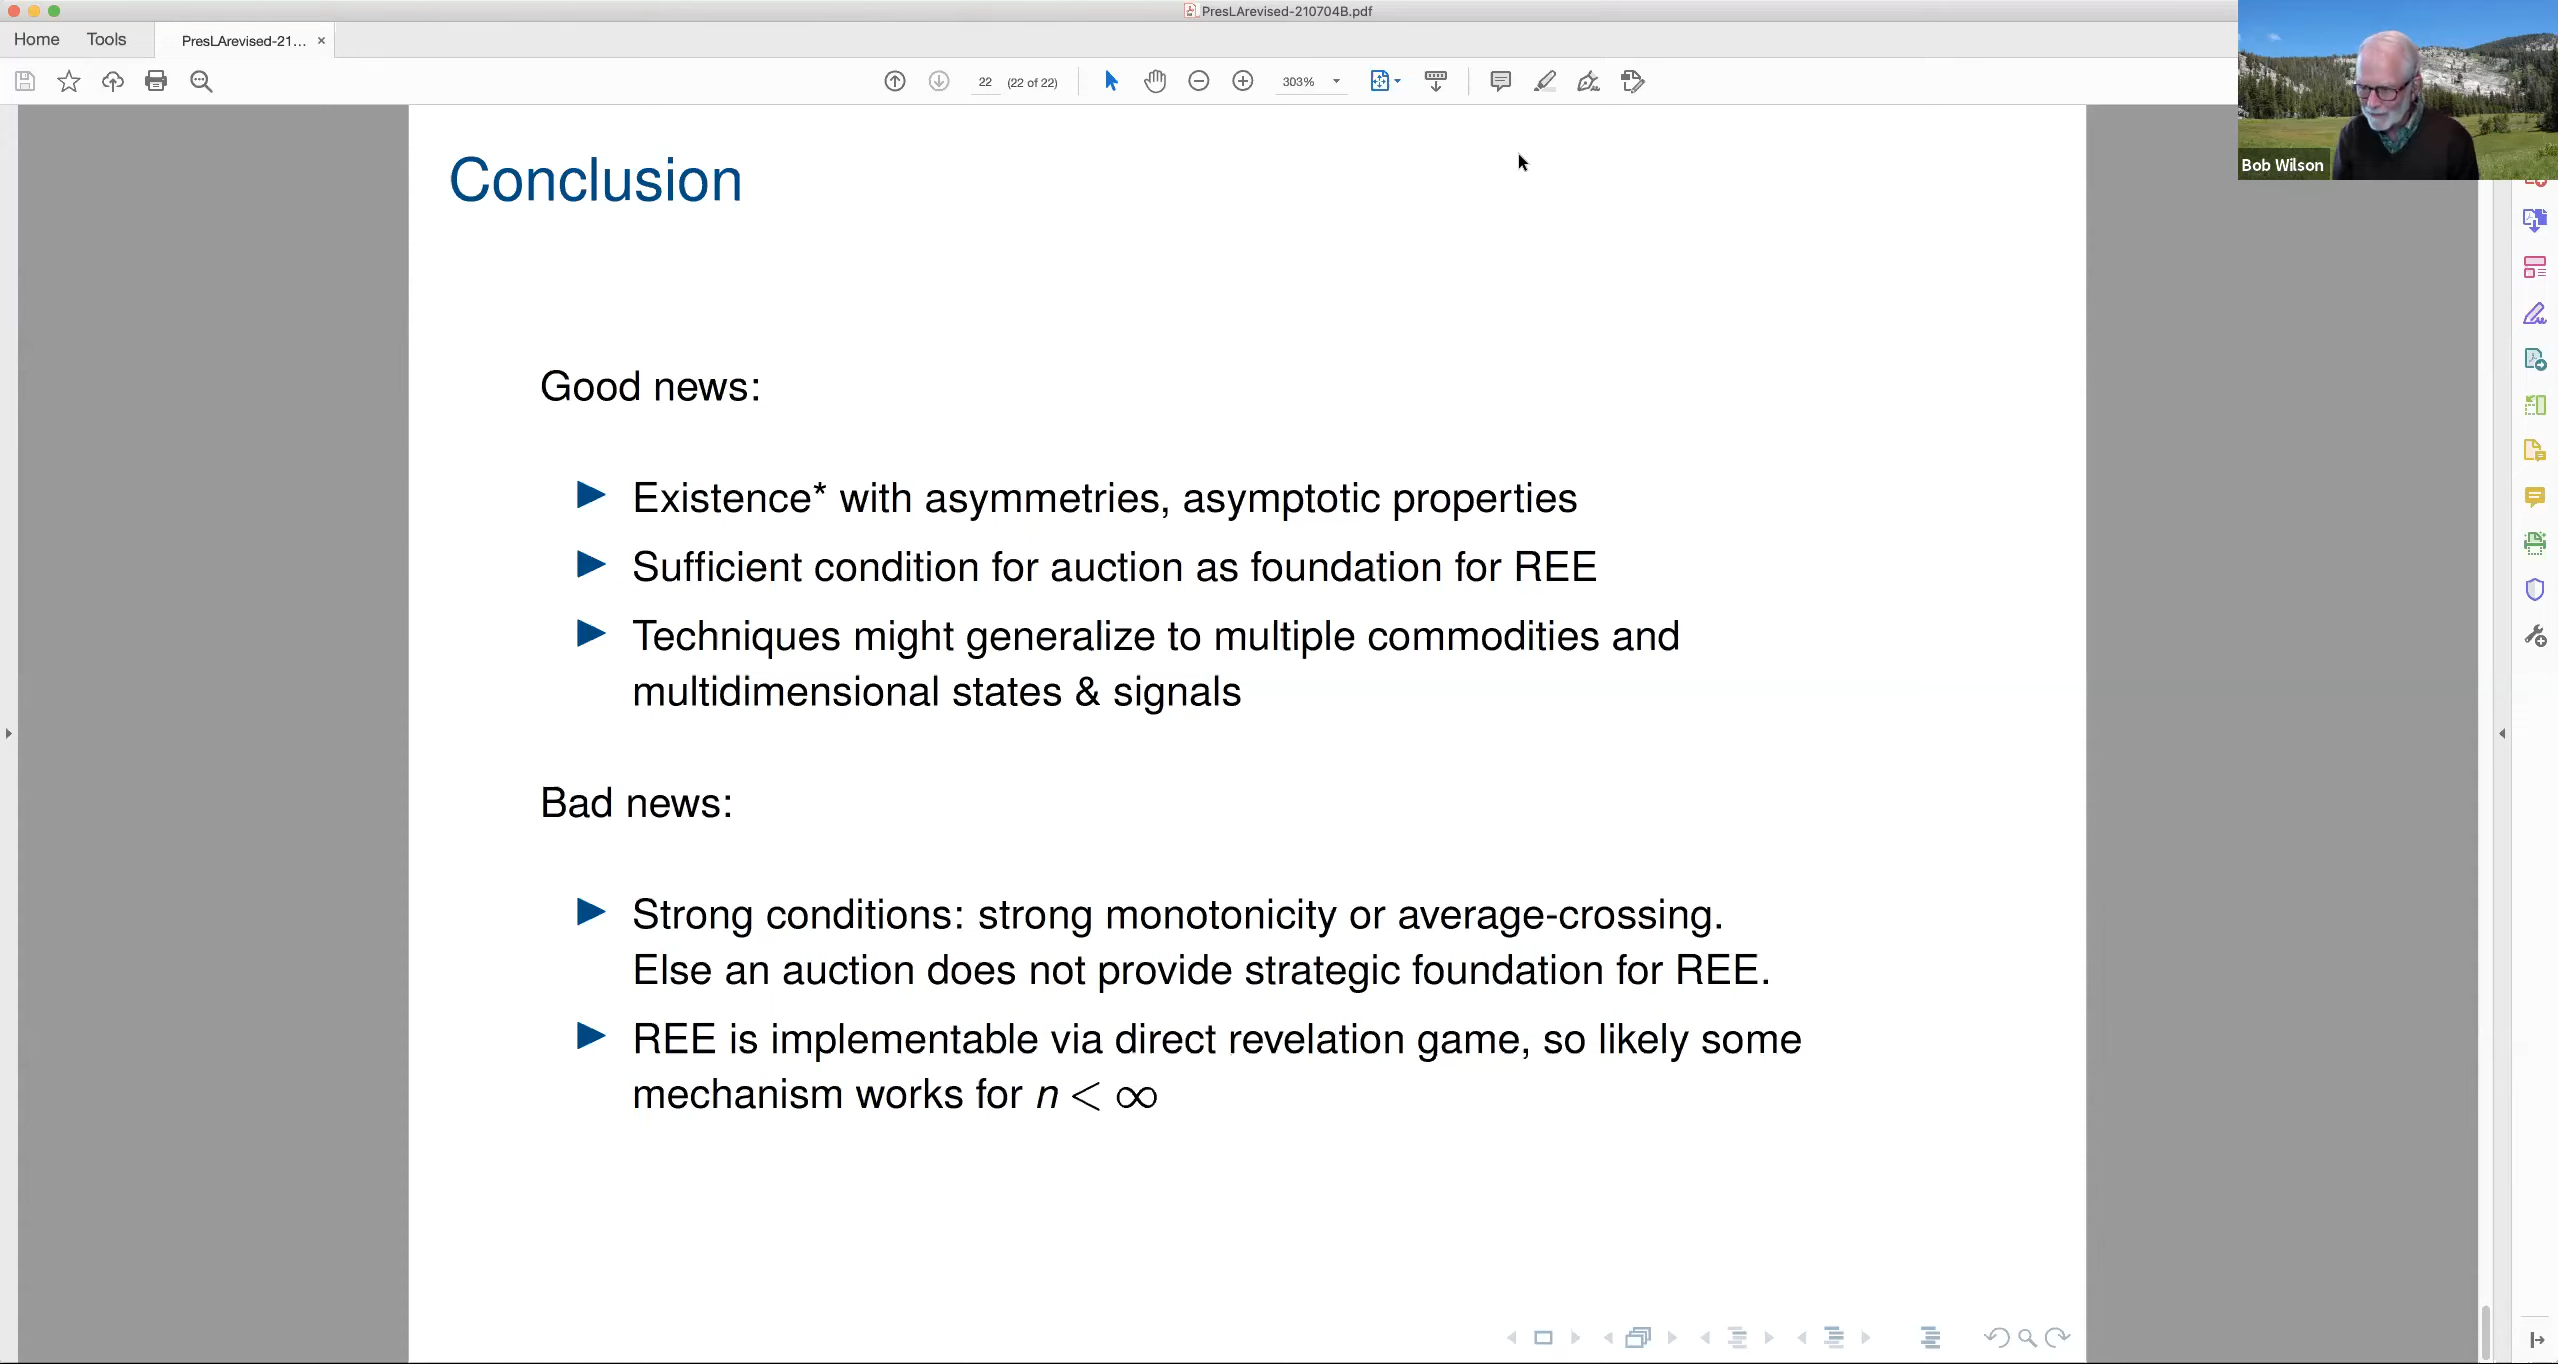 PresLArevised-210704B.pdf
Home Tools PresLArevised-21... ×
22 (22 of 22) 303%
Bob Wilson
Conclusion
Good news:
Existence* with asymmetries, asymptotic properties
Sufficient condition for auction as foundation for REE
Techniques might generalize to multiple commodities and
multidimensional states & signals
Bad news:
Strong conditions: strong monotonicity or average-crossing.
Else an auction does not provide strategic foundation for REE.
REE is implementable via direct revelation game, so likely some
mechanism works for n < ∞